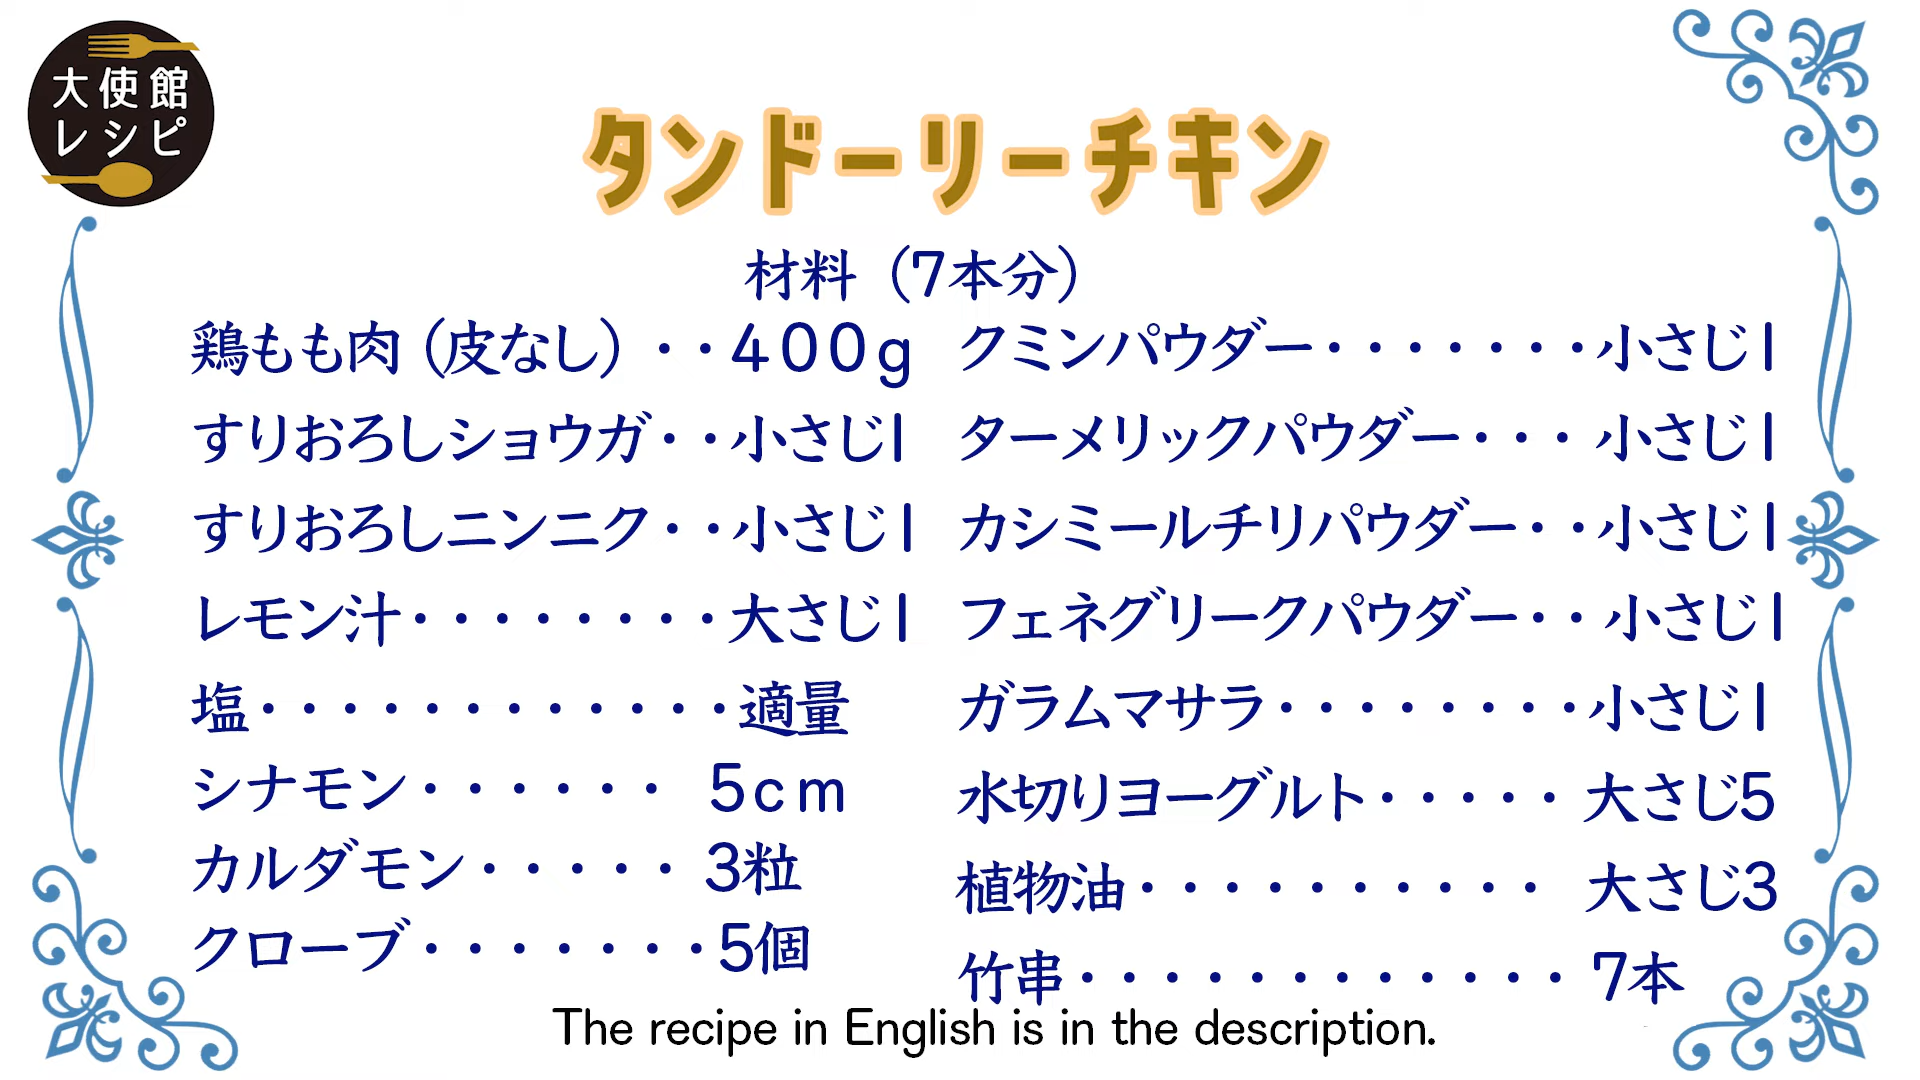 大使館
レシピ
タンドーリーチキン
材料（7本分）
鶏もも肉（皮なし）・・400g
すりおろしショウガ・・小さじ1
すりおろしニンニク・・小さじ1
レモン汁・・・・・・・・大さじ1
塩・・・・・・・・・・・・適量
シナモン・・・・・・ 5cm
カルダモン・・・・・ 3粒
クローブ・・・・・・・5個
クミンパウダー・・・・・・・小さじ1
ターメリックパウダー・・・ 小さじ1
カシミールチリパウダー・・小さじ1
フェネグリークパウダー・・ 小さじ1
ガラムマサラ・・・・・・・・小さじ1
水切りヨーグルト・・・・・ 大さじ5
植物油・・・・・・・・・・ 大さじ3
竹串・・・・・・・・・・・・ 7本
The recipe in English is in the description.